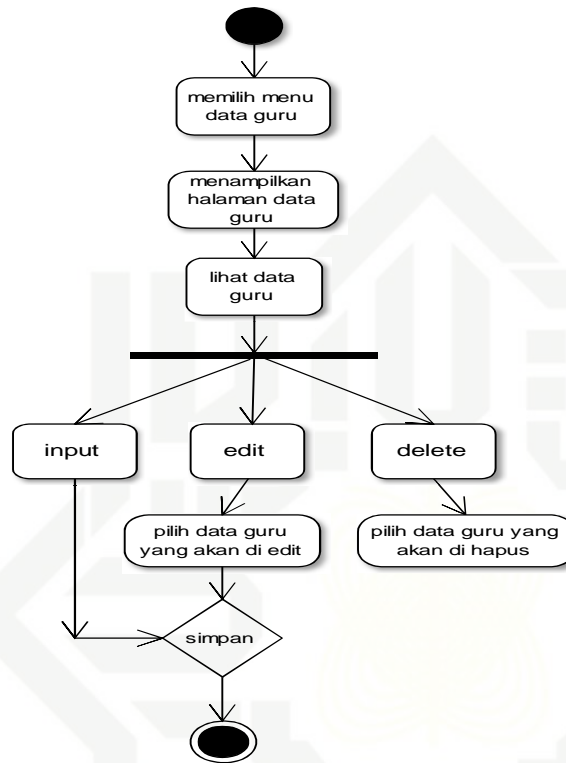 memilih menu
data guru
menampilkan
halaman data
guru
lihat data
guru
input
edit
delete
pilih data guru
yang akan di edit
pilih data guru yang
akan di hapus
simpan